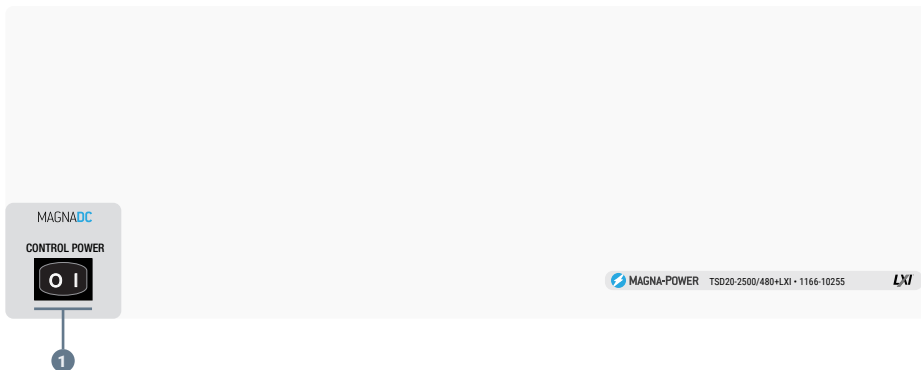 MAGNADC
CONTROL POWER
O I
MAGNA-POWER TSD20-2500/480+LXI • 1166-10255 LXI
1